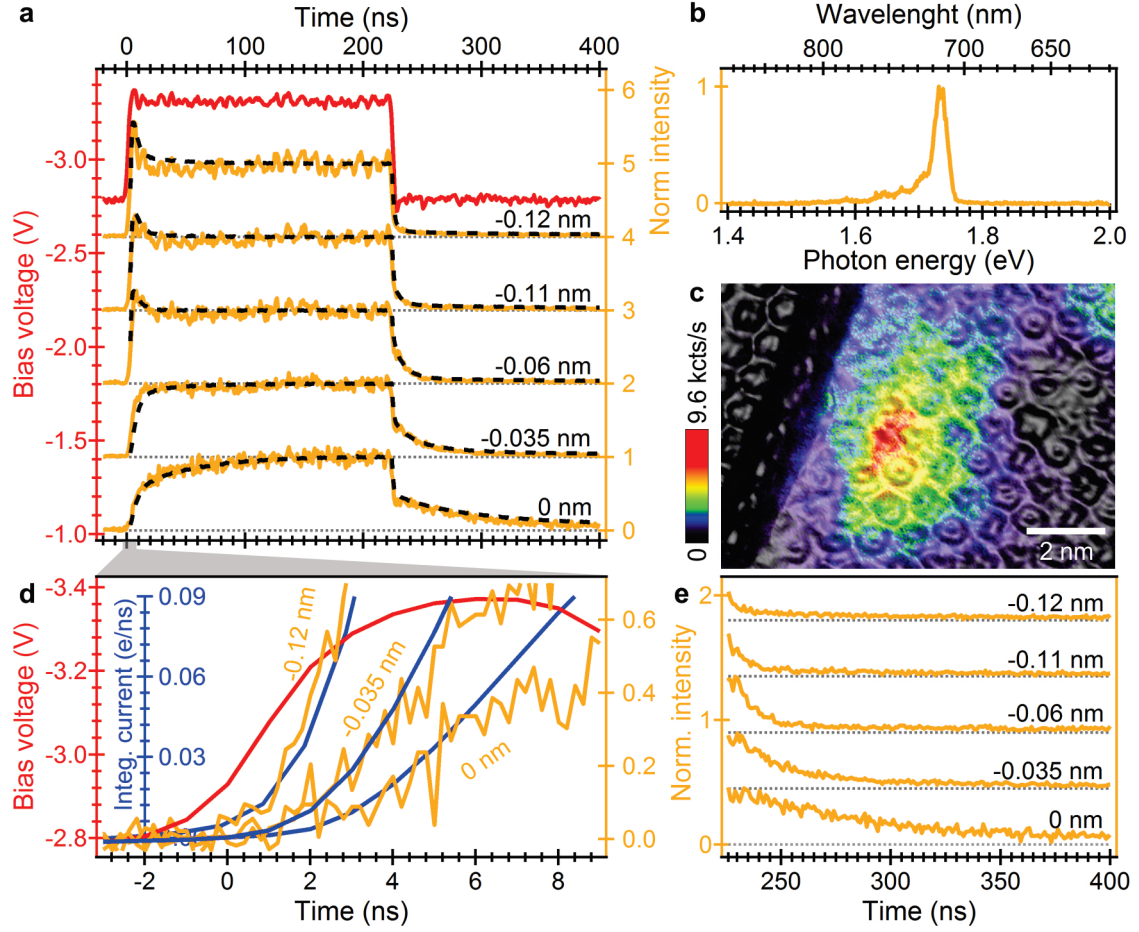 a
Time (ns)
0 100 200 300 400
Bias voltage (V)
-3.0
-2.6
-2.2
-1.8
-1.4
-1.0
Norm intensity
6
5
4
3
2
1
0
-0.12 nm
-0.11 nm
-0.06 nm
-0.035 nm
0 nm
b
Wavelenght (nm)
800 700 650
1
0
1.4 1.6 1.8 2.0
Photon energy (eV)
c
9.6 kcts/s
0
2 nm
d
Bias voltage (V)
-3.4
-3.2
-3.0
-2.8
Integ. current (e/ns)
0.09
0.06
0.03
-0.12 nm
-0.035 nm
0 nm
0.6
0.4
0.2
0.0
-2 0 2 4 6 8
Time (ns)
e
Norm. intensity
2
1
0
-0.12 nm
-0.11 nm
-0.06 nm
-0.035 nm
0 nm
250 300 350 400
Time (ns)